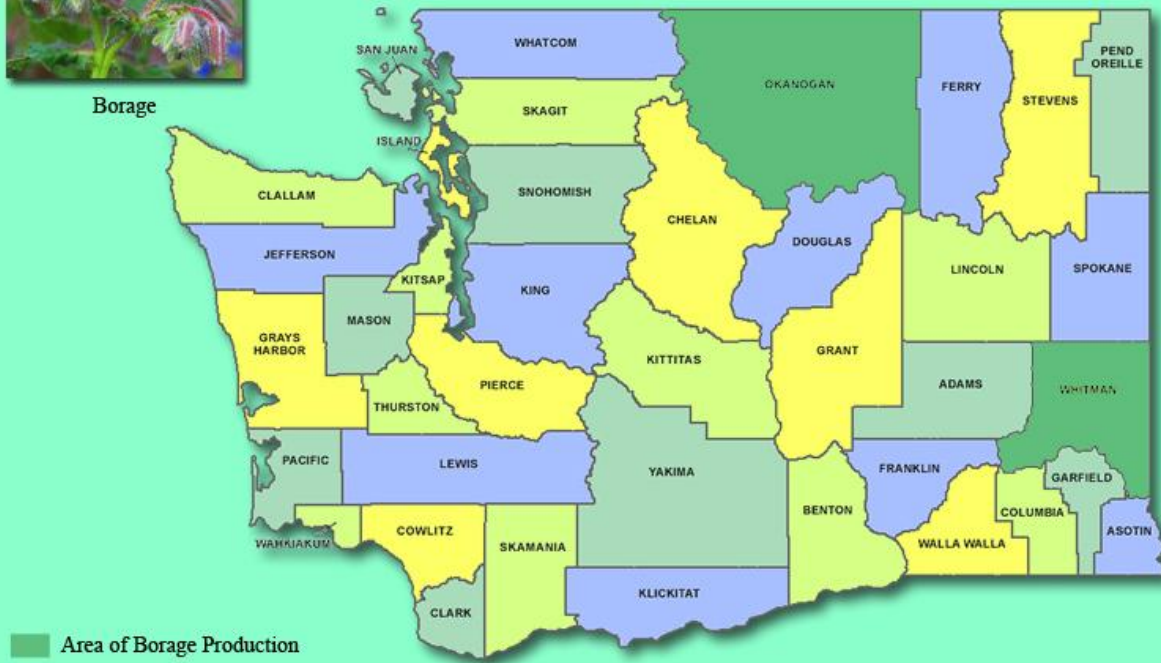 Borage
WHATCOM
SAN JUAN
SKAGIT
ISLAND
SNOHOMISH
CLALLAM
JEFFERSON
KITSAP
KING
MASON
GRAYS
HARBOR
PIERCE
THURSTON
PACIFIC
LEWIS
WAHKIAKUM
COWLITZ
SKAMANIA
CLARK
OKANOGAN
FERRY
STEVENS
PEND
OREILLE
CHELAN
DOUGLAS
LINCOLN
SPOKANE
KITTITAS
GRANT
ADAMS
WHITMAN
YAKIMA
BENTON
FRANKLIN
GARFIELD
COLUMBIA
WALLA WALLA
ASOTIN
KLICKITAT
Area of Borage Production